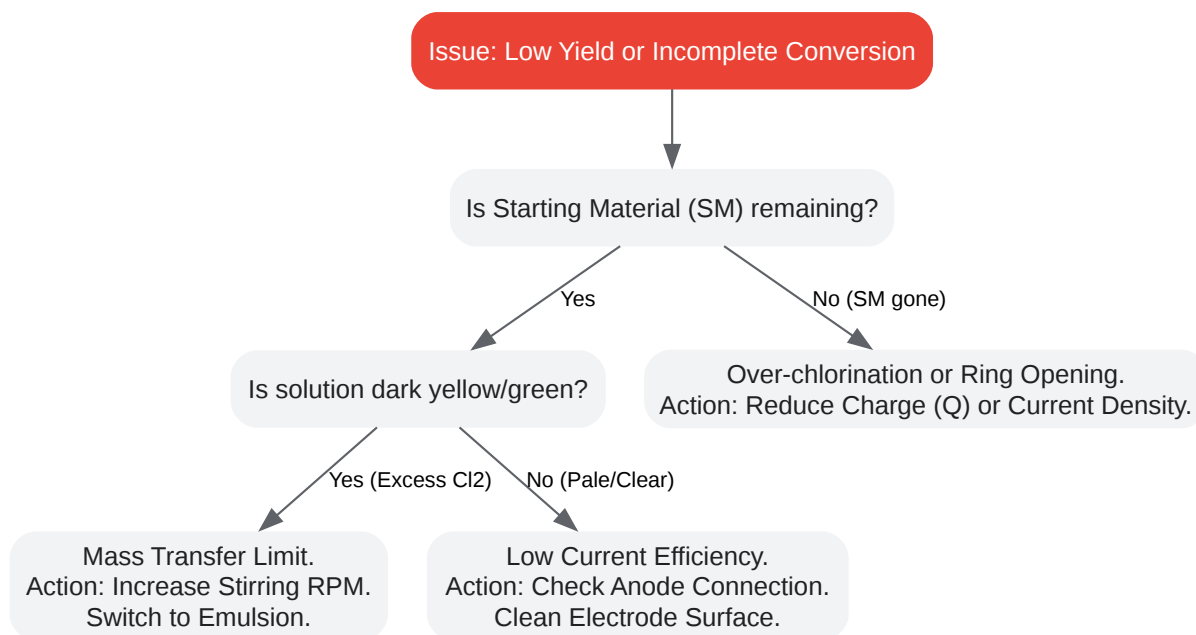 Issue: Low Yield or Incomplete Conversion
Is Starting Material (SM) remaining?
Yes
No (SM gone)
Is solution dark yellow/green?
Over-chlorination or Ring Opening.
Action: Reduce Charge (Q) or Current Density.
Yes (Excess Cl2)
No (Pale/Clear)
Mass Transfer Limit.
Action: Increase Stirring RPM.
Switch to Emulsion.
Low Current Efficiency.
Action: Check Anode Connection.
Clean Electrode Surface.